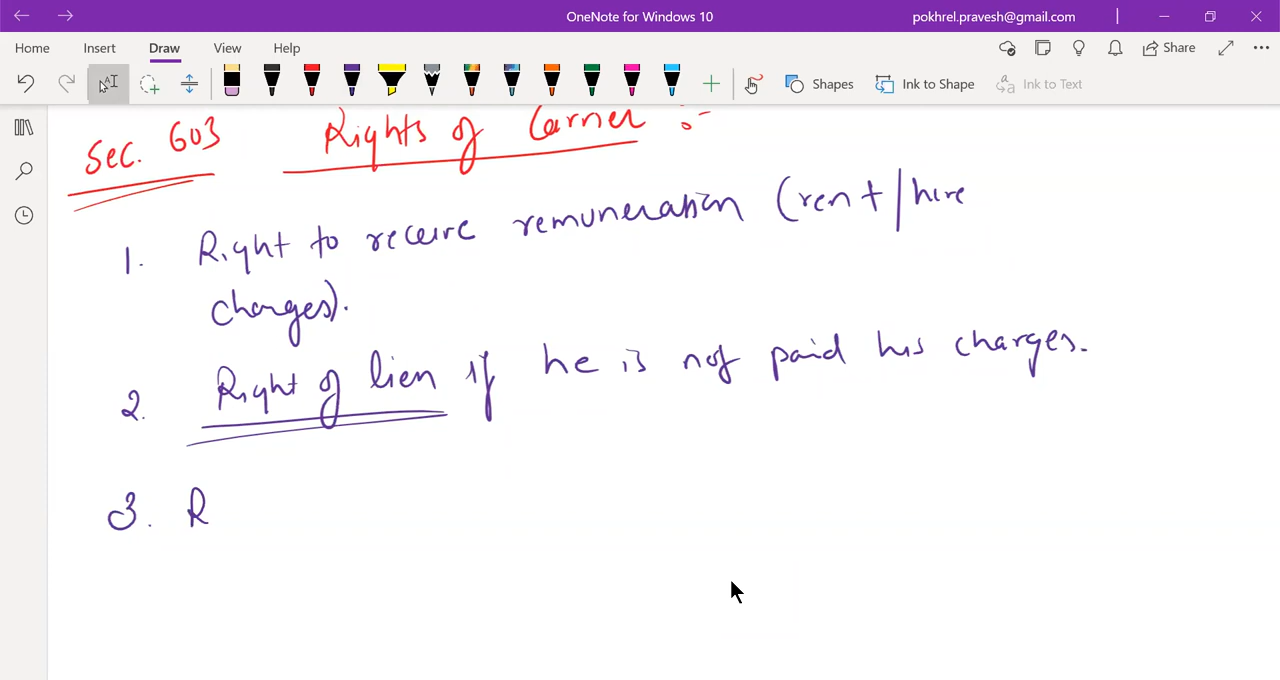 OneNote for Windows 10
pokhrel.pravesh@gmail.com
Home Insert Draw View Help
Share
Shapes Ink to Shape Ink to Text
Sec. 603 Rights of Carrier :-
1. Right to receive remuneration (rent/hire
charges).
2. Right of lien if he is not paid his charges.
3. R